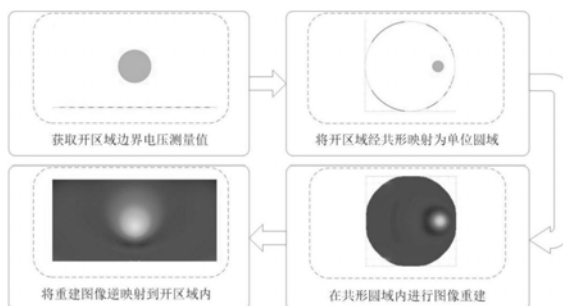 获取开区域边界电压测量值
将开区域经共形映射为单位圆域
将重建图像逆映射到开区域内
在共形圆域内进行图像重建